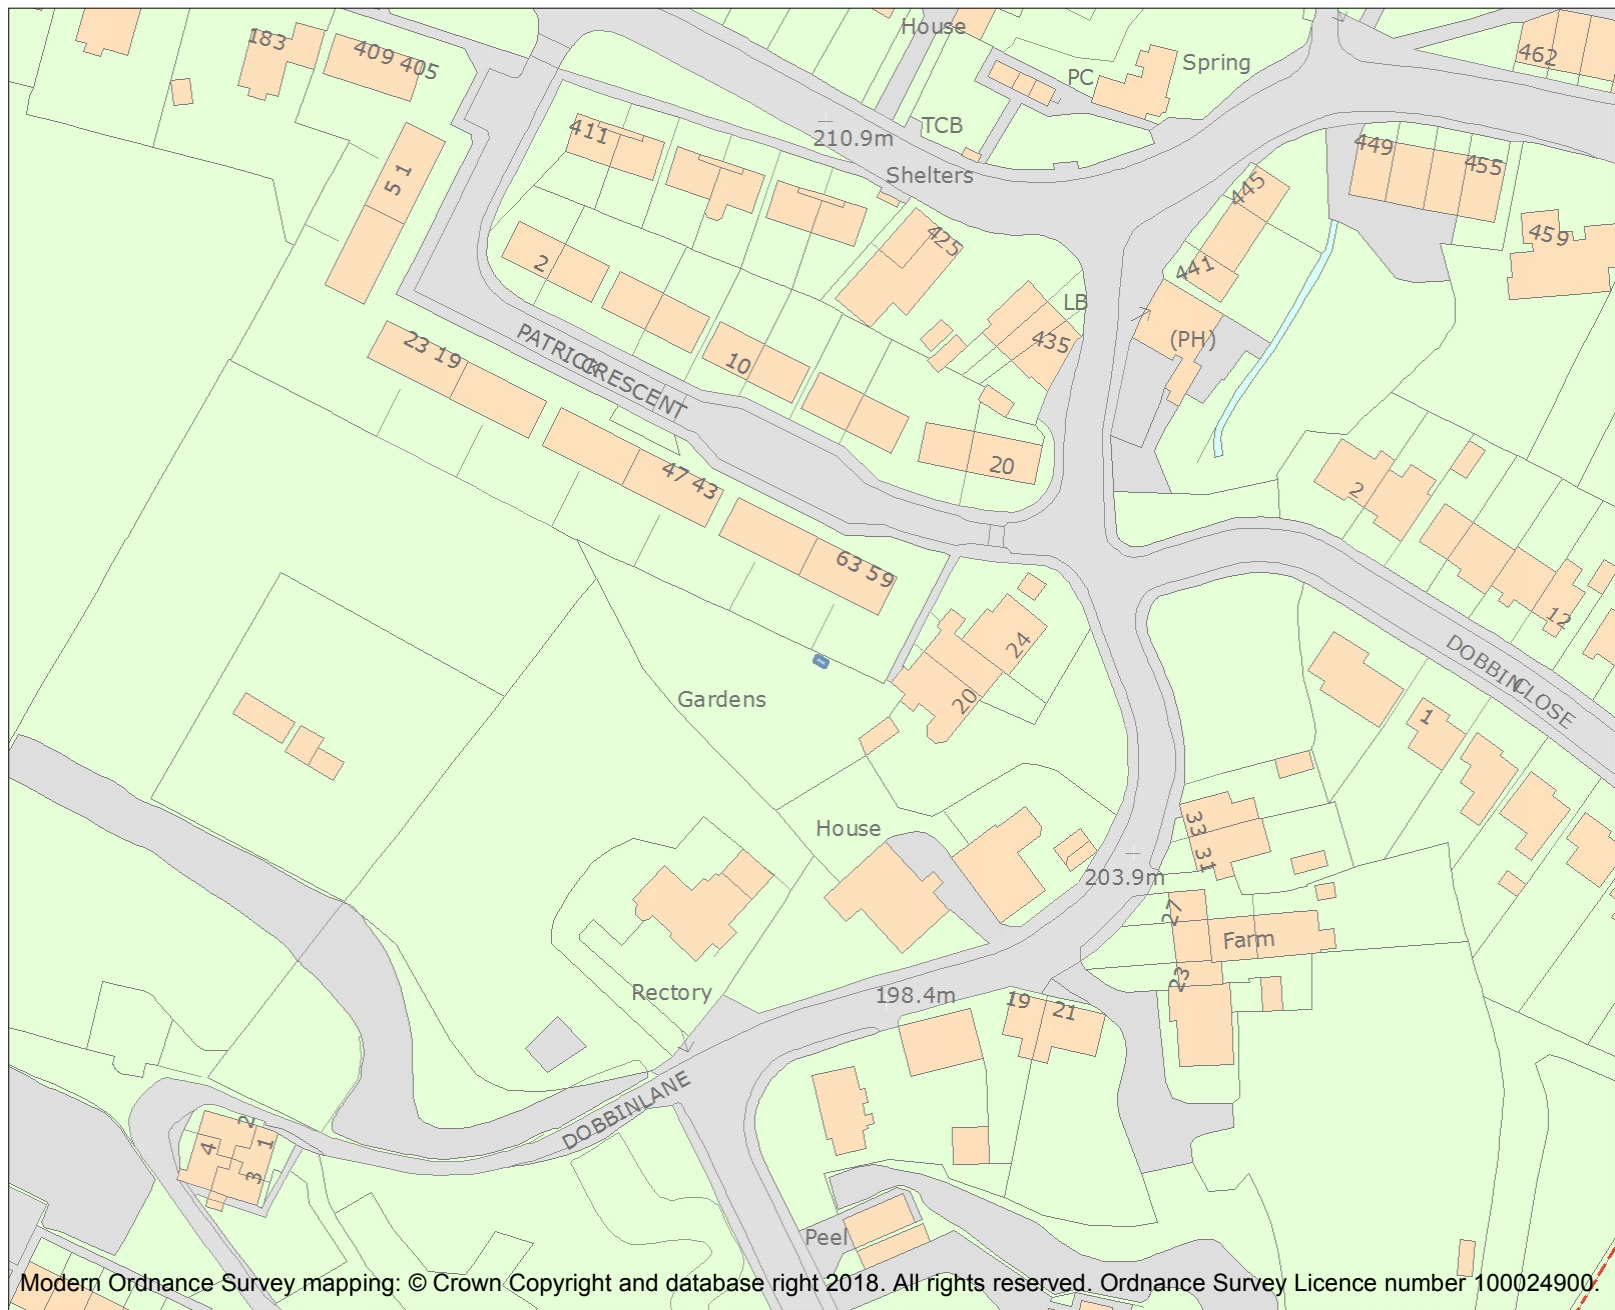 House
183
409 405
462
Spring
PC
TCB
411
210.9m
449
455
Shelters
5 1
445
425
459
2
441
LB
(PH)
435
23 19
PATRICK CRESCENT
10
20
47 43
2
63 59
12
24
DOBBIN CLOSE
Gardens
20
1
House
33 31
203.9m
27
Farm
Rectory
23
198.4m
19
21
DOBBINLANE
2
4
1
3
Peel
Modern Ordnance Survey mapping: © Crown Copyright and database right 2018. All rights reserved. Ordnance Survey Licence number 100024900.